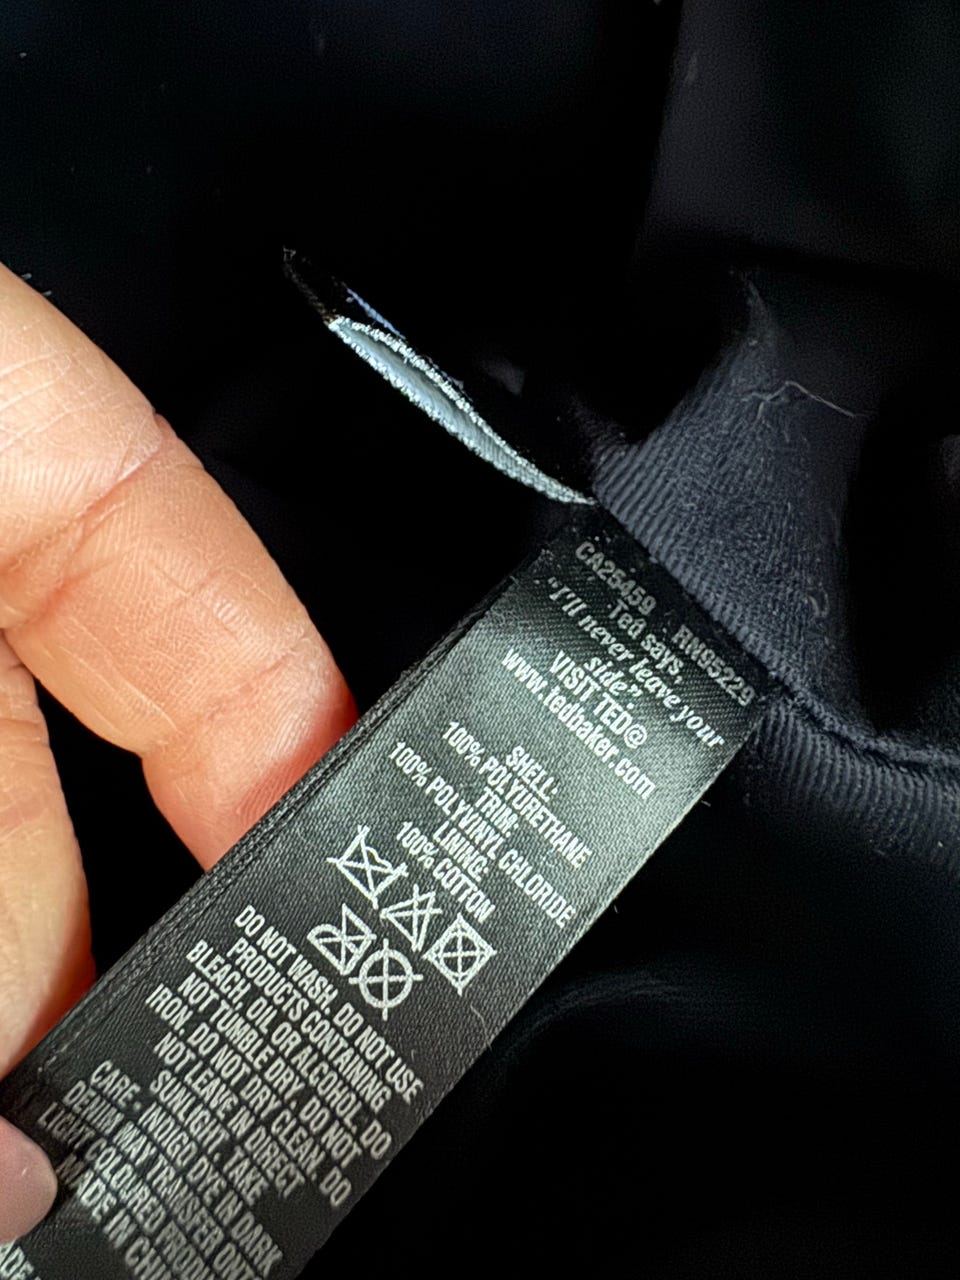 CA25459 RN85229
Ted says,
"I'll never leave your
side".
VISIT TED@
www.tedbaker.com
SHELL:
100% POLYURETHANE
TRIM:
100% POLYVINYL CHLORIDE
LINING:
100% COTTON
DO NOT WASH, DO NOT USE
PRODUCTS CONTAINING
BLEACH, OIL OR ALCOHOL. DO
NOT TUMBLE DRY. DO NOT
IRON. DO NOT DRY CLEAN. DO
NOT LEAVE IN DIRECT
SUNLIGHT. TAKE
CARE - INDIGO DYE IN DARK
DENIM MAY TRANSFER ONTO
LIGHT COLOURED
MADE IN